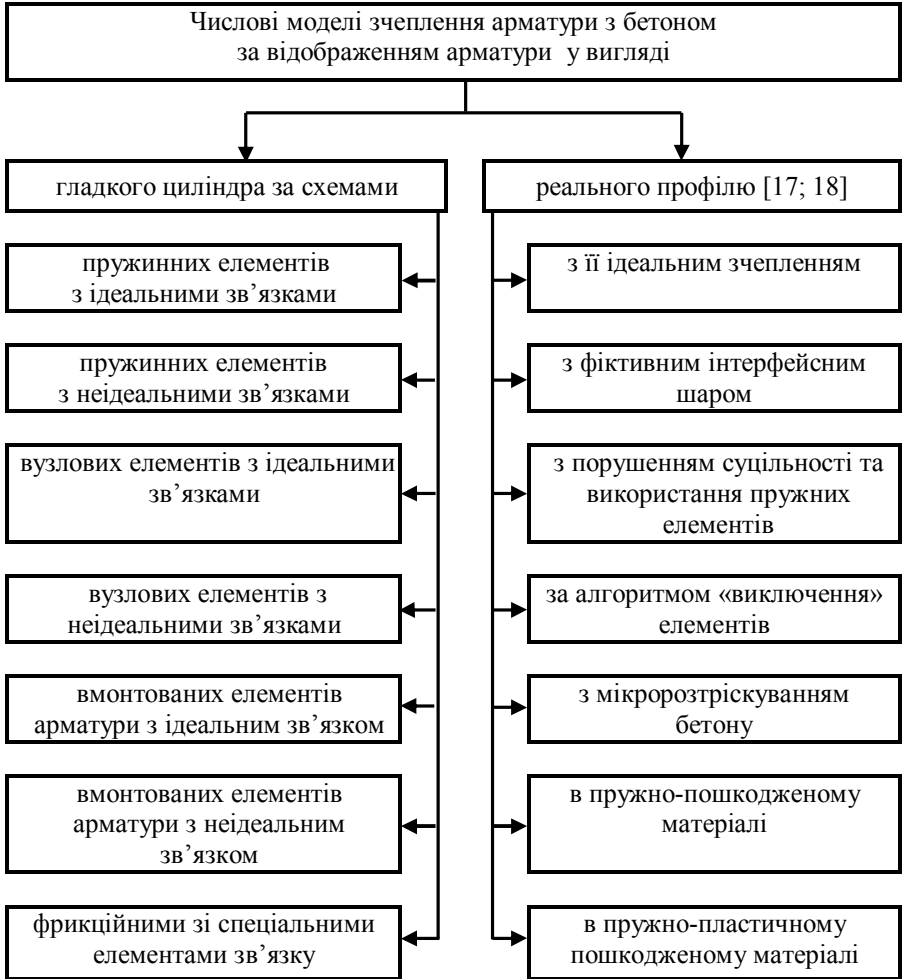 Числові моделі зчеплення арматури з бетоном
за відображенням арматури у вигляді
гладкого циліндра за схемами
пружинних елементів
з ідеальними зв’язками
пружинних елементів
з неідеальними зв’язками
вузлових елементів з ідеальними
зв’язками
вузлових елементів з
неідеальними зв’язками
вмонтованих елементів
арматури з ідеальним зв’язком
вмонтованих елементів
арматури з неідеальним
зв’язком
фрикційними зі спеціальними
елементами зв’язку
реального профілю [17; 18]
з її ідеальним зчепленням
з фіктивним інтерфейсним
шаром
з порушенням суцільності та
використання пружних
елементів
за алгоритмом «виключення»
елементів
з мікророзтріскуванням
бетону
в пружно-пошкодженому
матеріалі
в пружно-пластичному
пошкодженому матеріалі